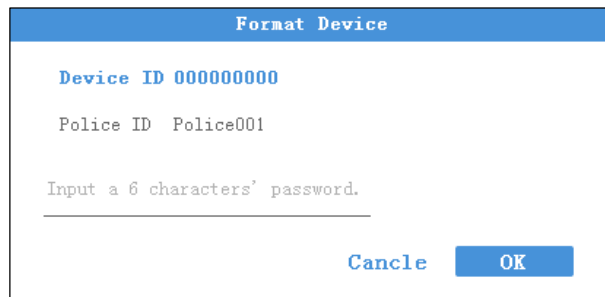 Format Device
Device ID 000000000
Police ID Police001
Input a 6 characters' password.
Cancle OK